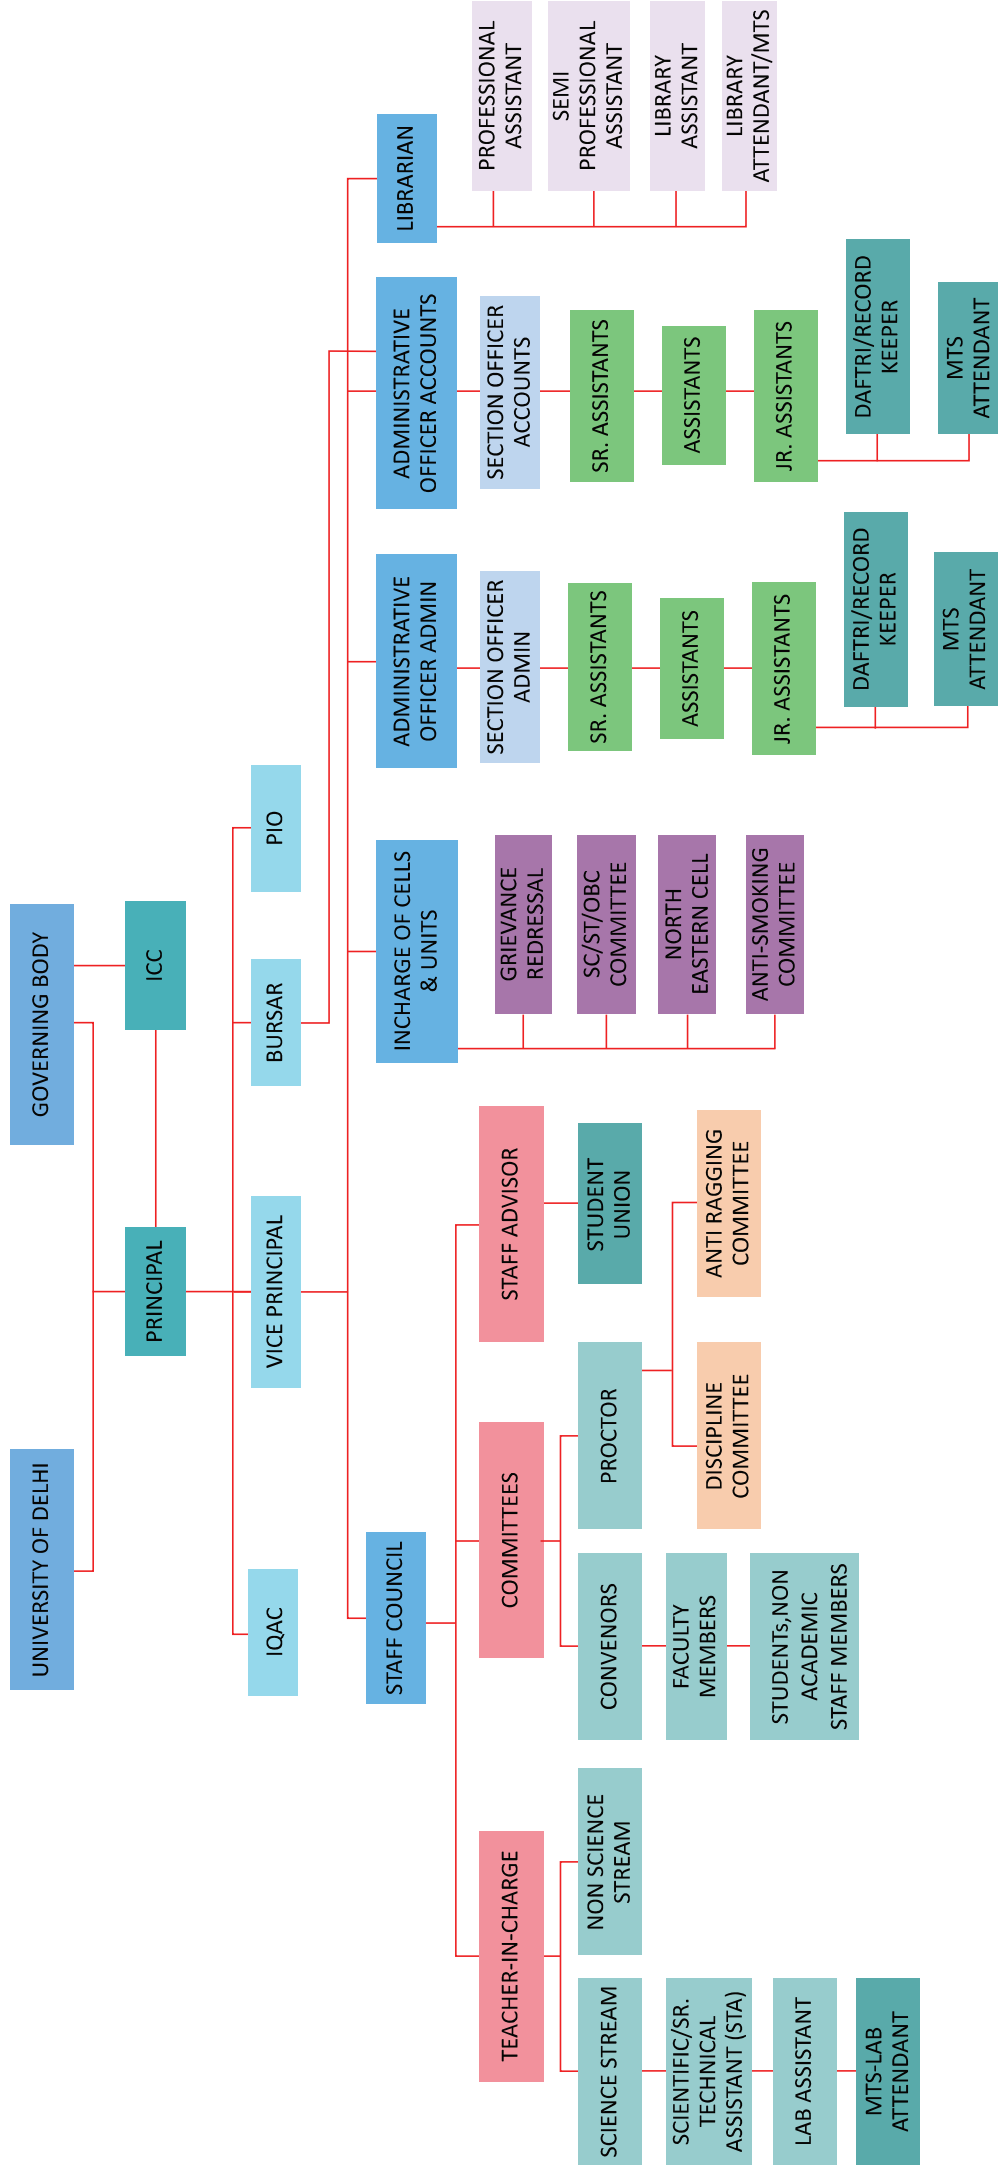 UNIVERSITY OF DELHI
GOVERNING BODY
PRINCIPAL
ICC
IQAC
VICE PRINCIPAL
BURSAR
PIO
STAFF COUNCIL
INCHARGE OF CELLS
& UNITS
ADMINISTRATIVE
OFFICER ADMIN
ADMINISTRATIVE
OFFICER ACCOUNTS
LIBRARIAN
TEACHER-IN-CHARGE
COMMITTEES
STAFF ADVISOR
SCIENCE STREAM
NON SCIENCE
STREAM
SCIENTIFIC/SR.
TECHNICAL
ASSISTANT (STA)
LAB ASSISTANT
MTS-LAB
ATTENDANT
CONVENORS
PROCTOR
FACULTY
MEMBERS
STUDENTs,NON
ACADEMIC
STAFF MEMBERS
DISCIPLINE
COMMITTEE
ANTI RAGGING
COMMITTEE
STUDENT
UNION
GRIEVANCE
REDRESSAL
SC/ST/OBC
COMMITTEE
NORTH
EASTERN CELL
ANTI-SMOKING
COMMITTEE
SECTION OFFICER
ADMIN
SR. ASSISTANTS
ASSISTANTS
JR. ASSISTANTS
DAFTRI/RECORD
KEEPER
MTS
ATTENDANT
SECTION OFFICER
ACCOUNTS
SR. ASSISTANTS
ASSISTANTS
JR. ASSISTANTS
DAFTRI/RECORD
KEEPER
MTS
ATTENDANT
PROFESSIONAL
ASSISTANT
SEMI
PROFESSIONAL
ASSISTANT
LIBRARY
ASSISTANT
LIBRARY
ATTENDANT/MTS